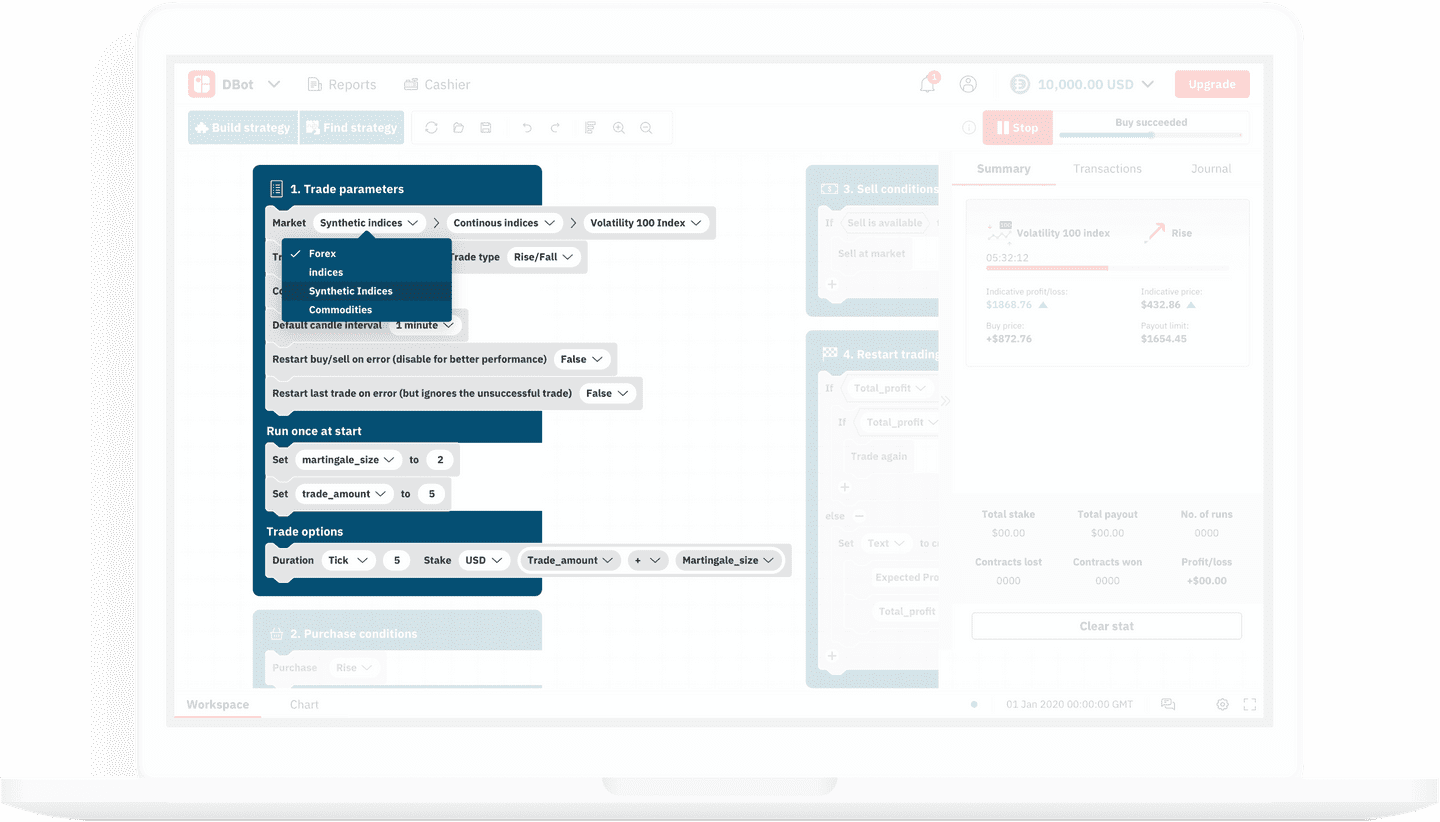 DBot Reports Cashier 1 10,000.00 USD Upgrade
Build strategy Find strategy Stop Buy succeeded
1. Trade parameters
Market Synthetic indices Continous indices Volatility 100 Index
Forex
indices
Synthetic Indices
Commodities
Trade type Rise/Fall
Default candle interval 1 minute
Restart buy/sell on error (disable for better performance) False
Restart last trade on error (but ignores the unsuccessful trade) False
Run once at start
Set martingale_size to 2
Set trade_amount to 5
Trade options
Duration Tick 5 Stake USD Trade_amount + Martingale_size
2. Purchase conditions
Purchase Rise
3. Sell conditions
If Sell is available
Sell at market
4. Restart trading
If Total_profit
If Total_profit
Trade again
else
Set Text to
Expected
Total_profit
Summary Transactions Journal
100
Volatility 100 index Rise
05:32:12
Indicative profit/loss: Indicative price:
$1868.76 $432.86
Buy price: Payout limit:
+$872.76 $1654.45
Total stake Total payout No. of runs
$00.00 $00.00 0000
Contracts lost Contracts won Profit/loss
0000 0000 +$00.00
Clear stat
Workspace Chart 01 Jan 2020 00:00:00 GMT